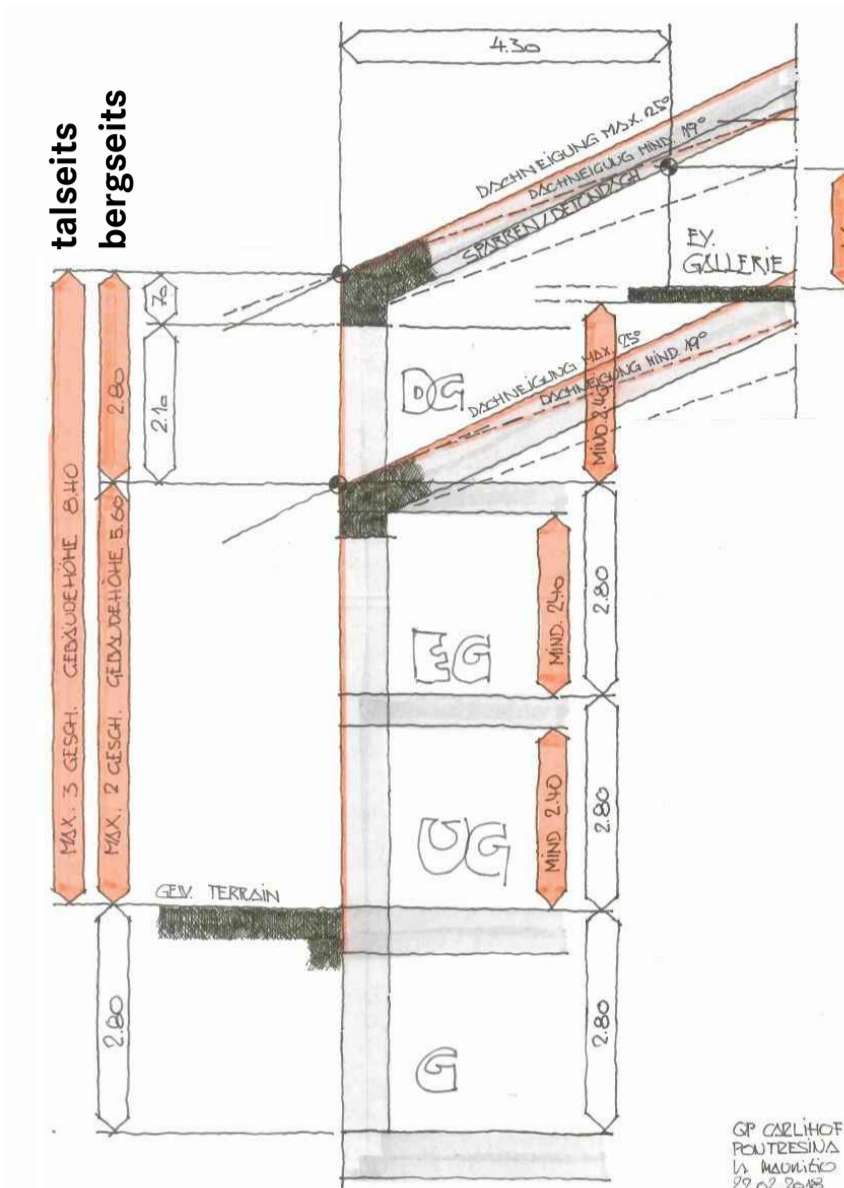 4.30
talseits
bergseits
DACHNEIGUNG MAX. 25°
DACHNEIGUNG MIND. 19°
SPARREN/BETONDACH
EV.
GALLERIE
70
2.80
2.10
DACHNEIGUNG MAX. 25°
DACHNEIGUNG MIND. 19°
DG
MIND. 2.40
MAX. 3 GESCH. GEBÄUDEHÖHE 8.40
MAX. 2 GESCH. GEBÄUDEHÖHE 5.60
EG
MIND. 2.40
2.80
UG
MIND 2.40
2.80
GEW. TERRAIN
2.80
G
2.80
QP CARLIHOF
PONTRESINA
22.02.2018